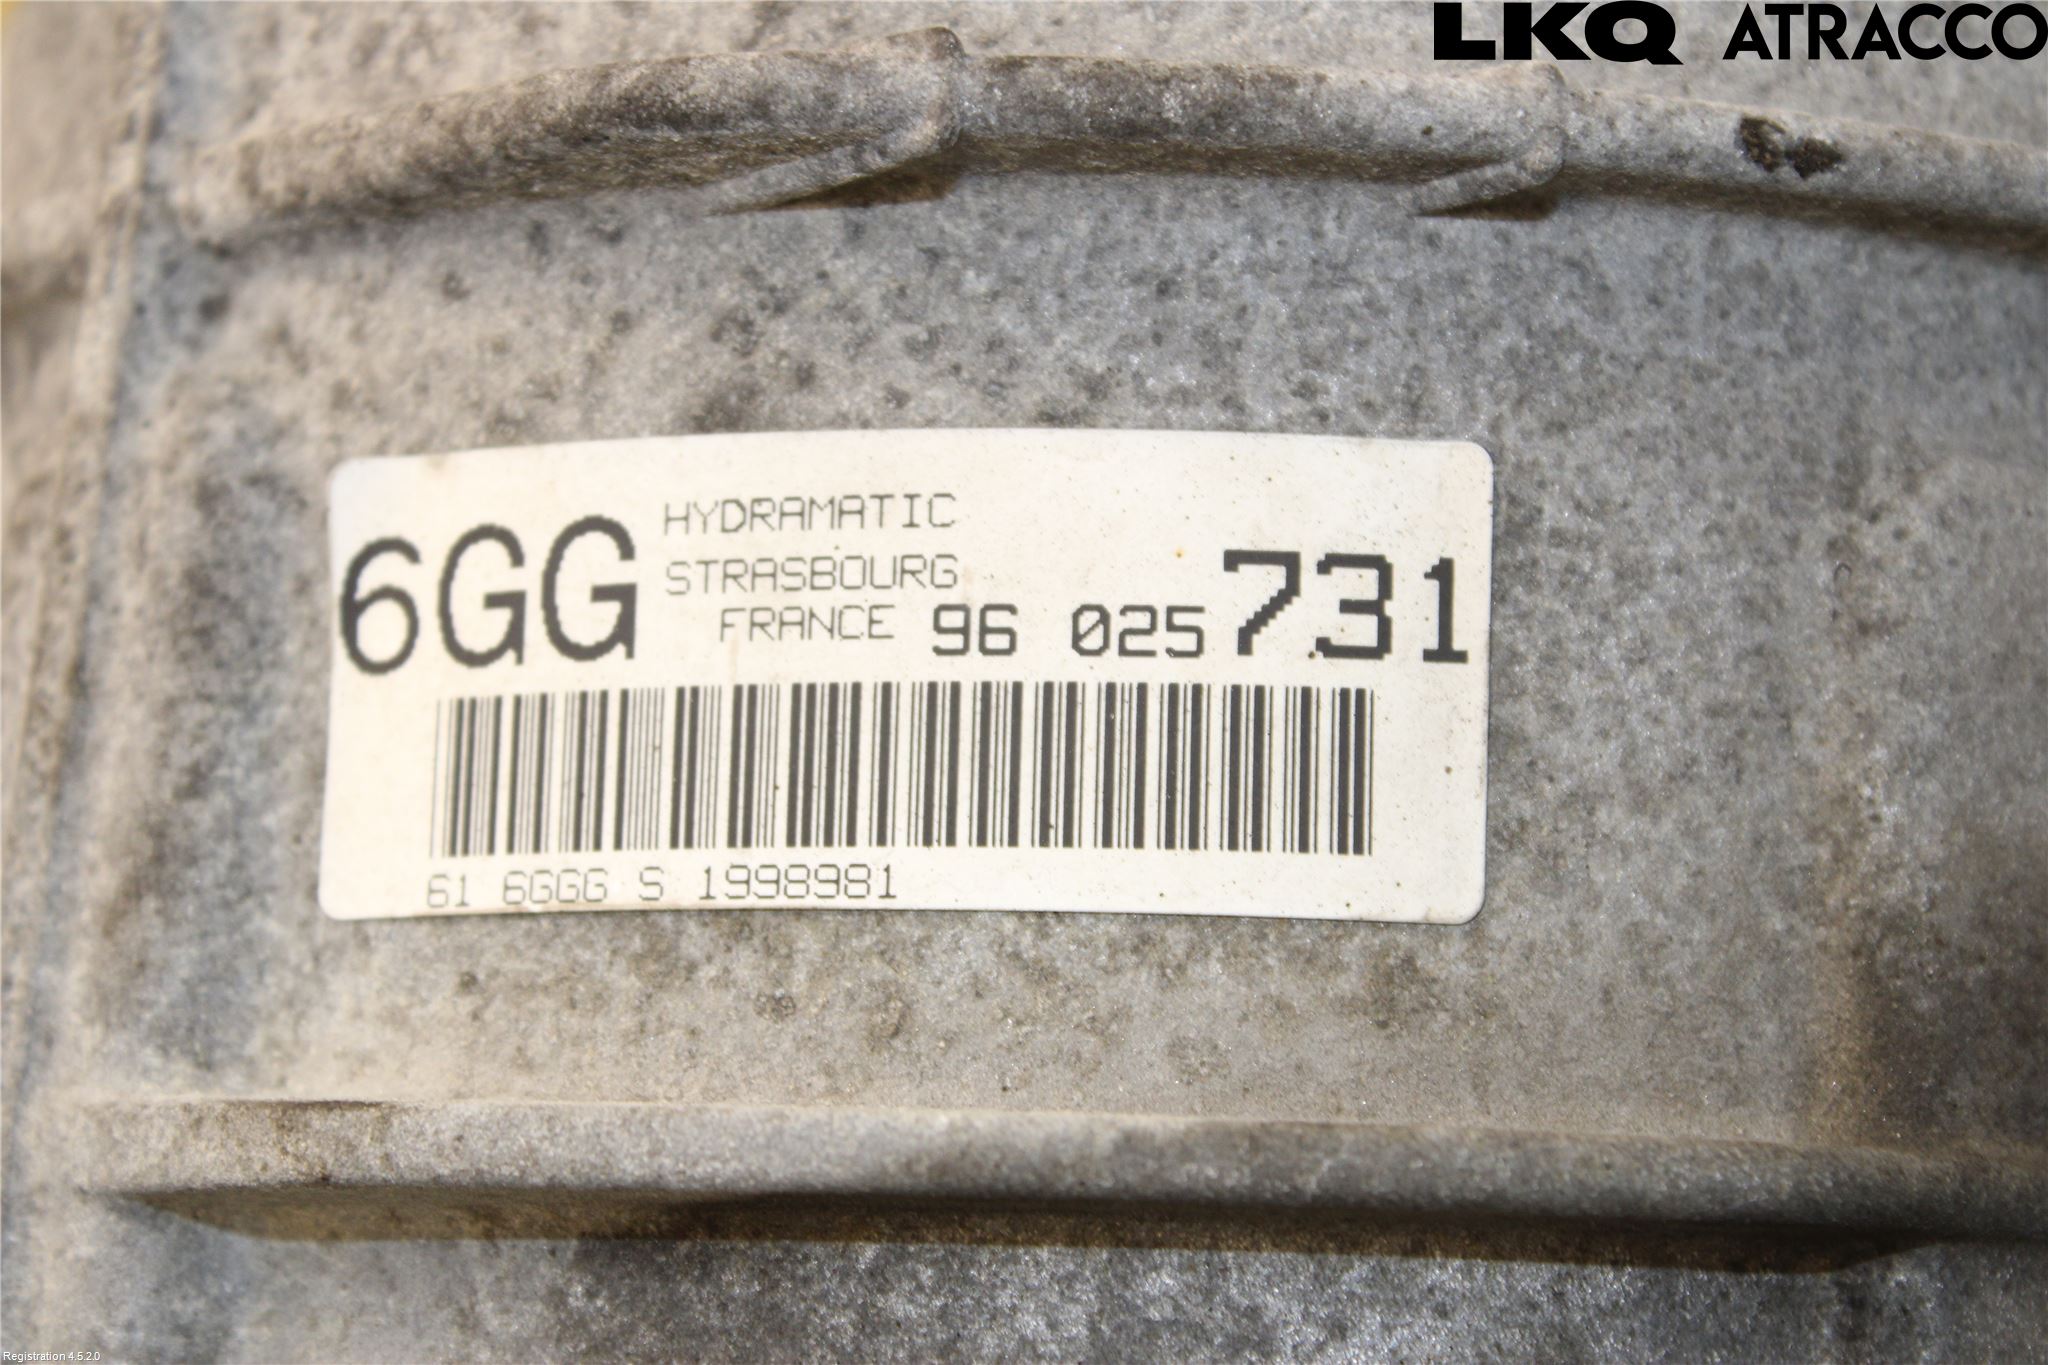 LKQ ATRACCO
6GG HYDRAMATIC
STRASBOURG
FRANCE 96 025 731
61 6GGG S 1998981
Registration 4.5.2.0